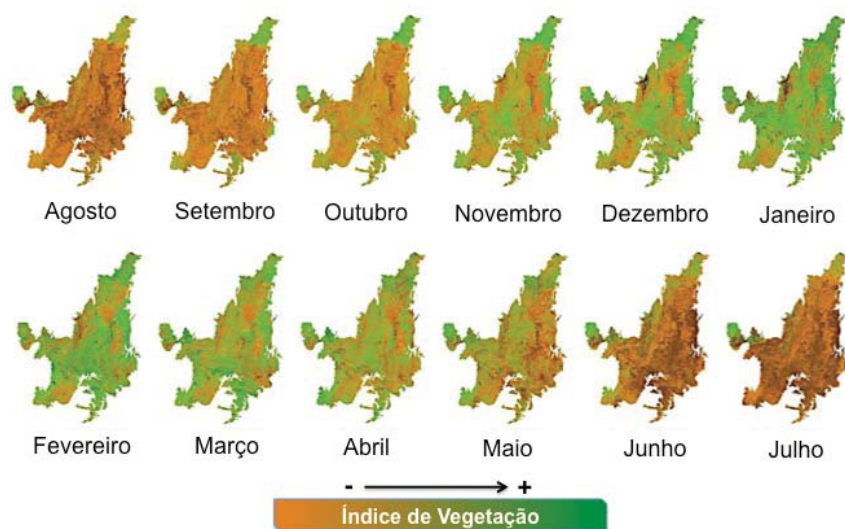 Agosto Setembro Outubro Novembro Dezembro Janeiro
Fevereiro Março Abril Maio Junho Julho
- +
Índice de Vegetação